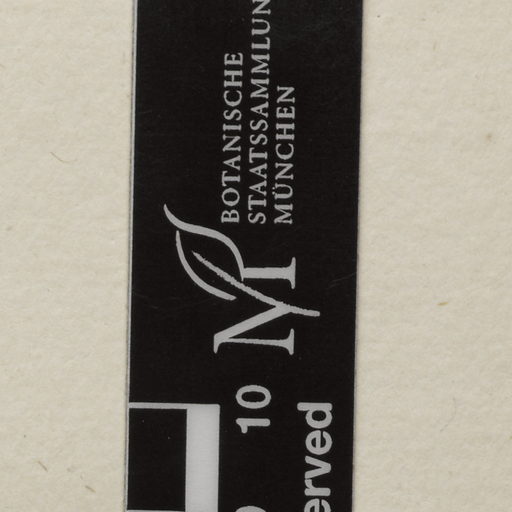 BOTANISCHE
STAATSSAMMLUN
MÜNCHEN
M
10
erved